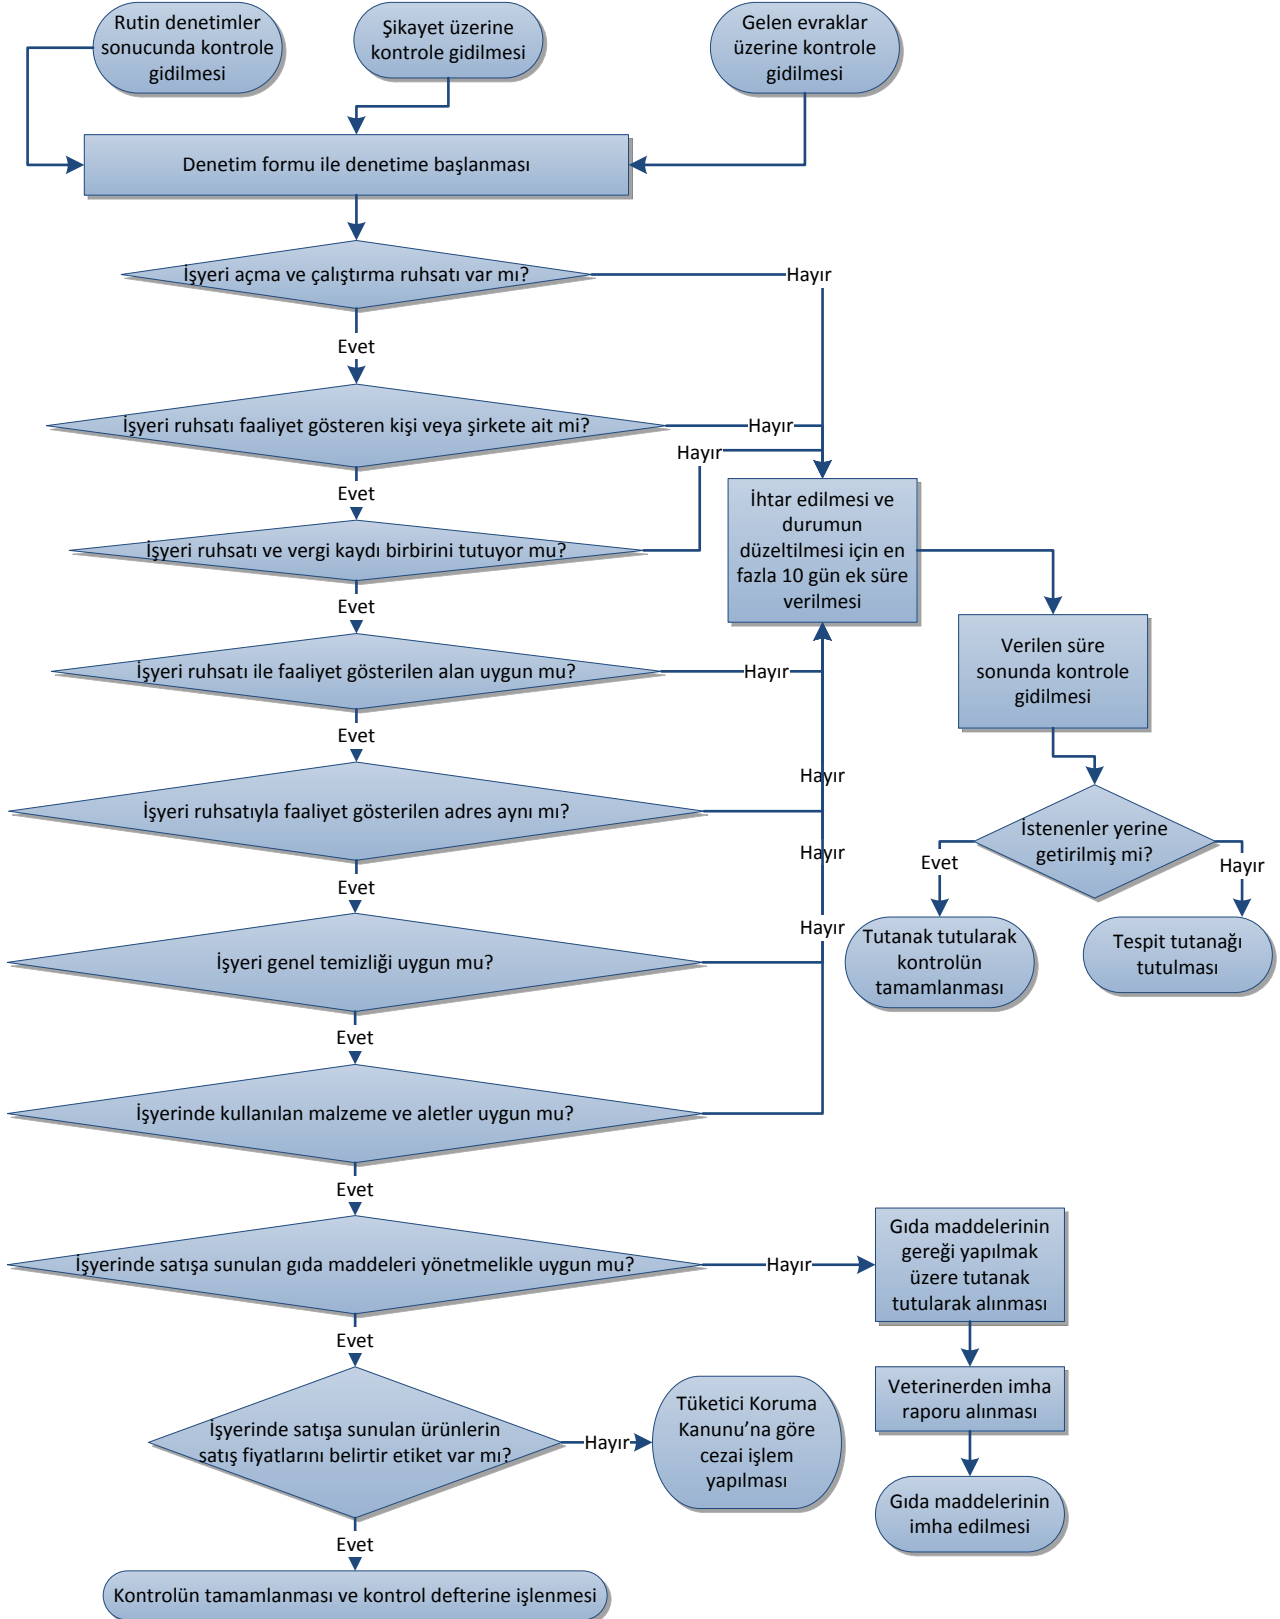 Rutin denetimler
sonucunda kontrole
gidilmesi
Şikayet üzerine
kontrole gidilmesi
Gelen evraklar
üzerine kontrole
gidilmesi
Denetim formu ile denetime başlanması
İşyeri açma ve çalıştırma ruhsatı var mı?
Hayır
Evet
İşyeri ruhsatı faaliyet gösteren kişi veya şirkete ait mi?
Hayır
Evet
Hayır
İşyeri ruhsatı ve vergi kaydı birbirini tutuyor mu?
İhtar edilmesi ve
durumun
düzeltilmesi için en
fazla 10 gün ek süre
verilmesi
Evet
İşyeri ruhsatı ile faaliyet gösterilen alan uygun mu?
Hayır
Verilen süre
sonunda kontrole
gidilmesi
Evet
Hayır
İşyeri ruhsatıyla faaliyet gösterilen adres aynı mı?
İstenenler yerine
getirilmiş mi?
Hayır
Evet
Hayır
Evet
Hayır
Tutanak tutularak
kontrolün
tamamlanması
Tespit tutanağı
tutulması
İşyeri genel temizliği uygun mu?
Evet
İşyerinde kullanılan malzeme ve aletler uygun mu?
Evet
İşyerinde satışa sunulan gıda maddeleri yönetmelikle uygun mu?
Hayır
Gıda maddelerinin
gereği yapılmak
üzere tutanak
tutularak alınması
Evet
Veterinerden imha
raporu alınması
İşyerinde satışa sunulan ürünlerin
satış fiyatlarını belirtir etiket var mı?
Hayır
Tüketici Koruma
Kanunu’na göre
cezai işlem
yapılması
Gıda maddelerinin
imha edilmesi
Evet
Kontrolün tamamlanması ve kontrol defterine işlenmesi